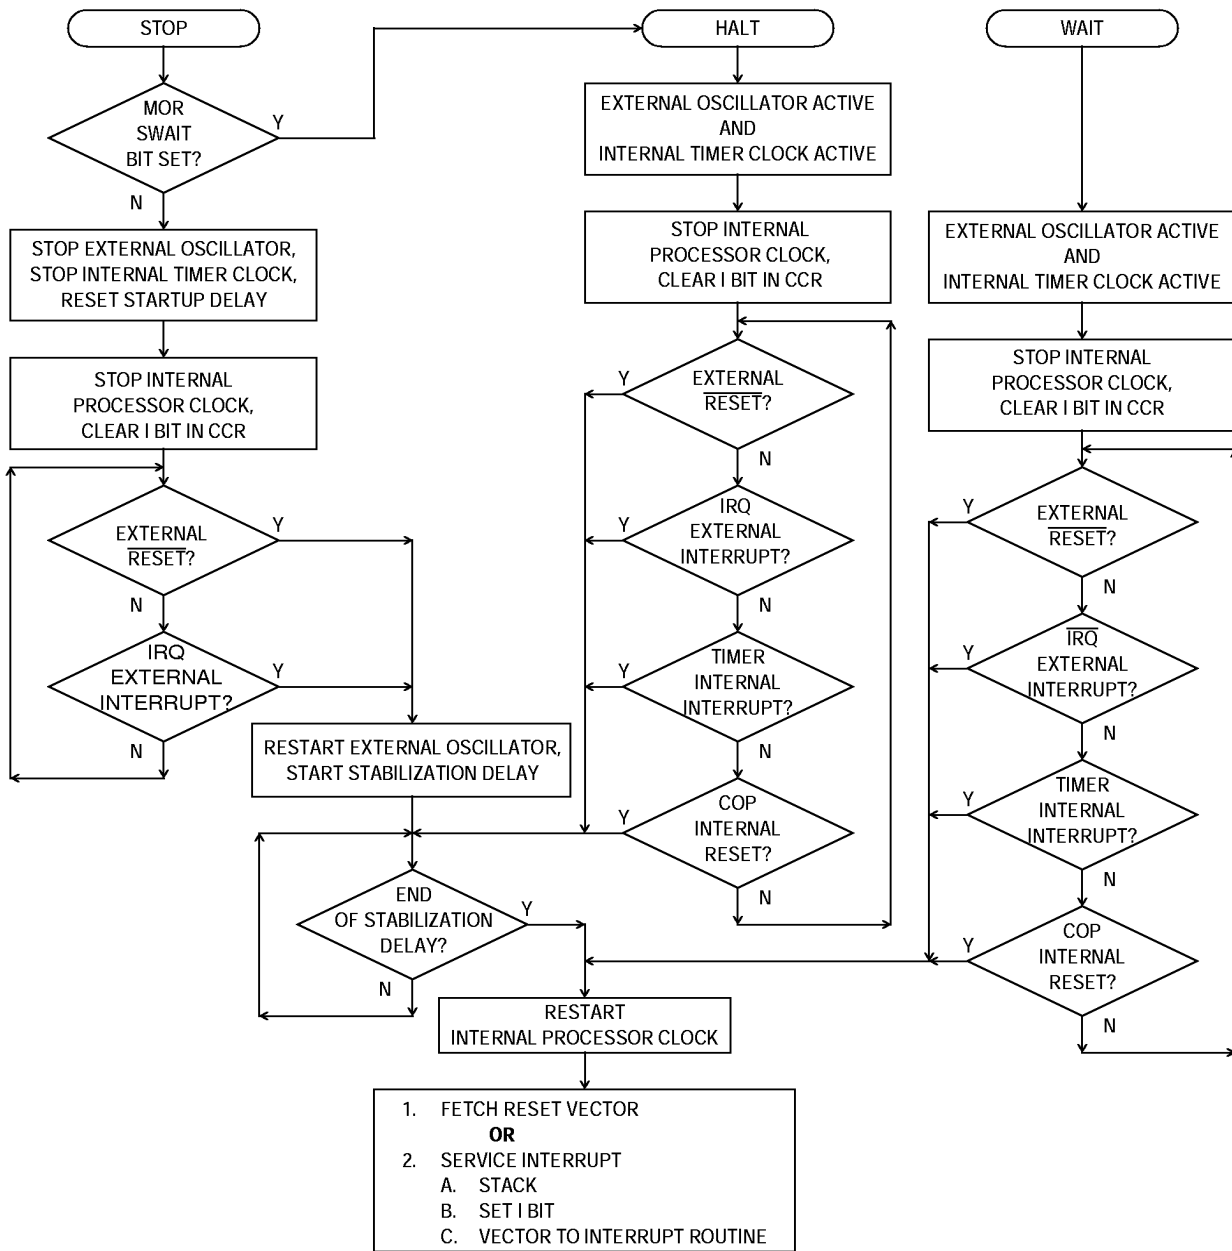 STOP
MOR
SWAIT
BIT SET?
Y
N
STOP EXTERNAL OSCILLATOR,
STOP INTERNAL TIMER CLOCK,
RESET STARTUP DELAY
STOP INTERNAL
PROCESSOR CLOCK,
CLEAR I BIT IN CCR
EXTERNAL
RESET?
Y
N
IRQ
EXTERNAL
INTERRUPT?
Y
N
RESTART EXTERNAL OSCILLATOR,
START STABILIZATION DELAY
END
OF STABILIZATION
DELAY?
Y
N
HALT
EXTERNAL OSCILLATOR ACTIVE
AND
INTERNAL TIMER CLOCK ACTIVE
STOP INTERNAL
PROCESSOR CLOCK,
CLEAR I BIT IN CCR
Y
EXTERNAL
RESET?
N
IRQ
EXTERNAL
INTERRUPT?
Y
N
TIMER
INTERNAL
INTERRUPT?
Y
N
COP
INTERNAL
RESET?
Y
N
WAIT
EXTERNAL OSCILLATOR ACTIVE
AND
INTERNAL TIMER CLOCK ACTIVE
STOP INTERNAL
PROCESSOR CLOCK,
CLEAR I BIT IN CCR
Y
EXTERNAL
RESET?
N
IRQ
EXTERNAL
INTERRUPT?
Y
N
TIMER
INTERNAL
INTERRUPT?
Y
N
COP
INTERNAL
RESET?
Y
N
RESTART
INTERNAL PROCESSOR CLOCK
1. FETCH RESET VECTOR
OR
2. SERVICE INTERRUPT
A. STACK
B. SET I BIT
C. VECTOR TO INTERRUPT ROUTINE